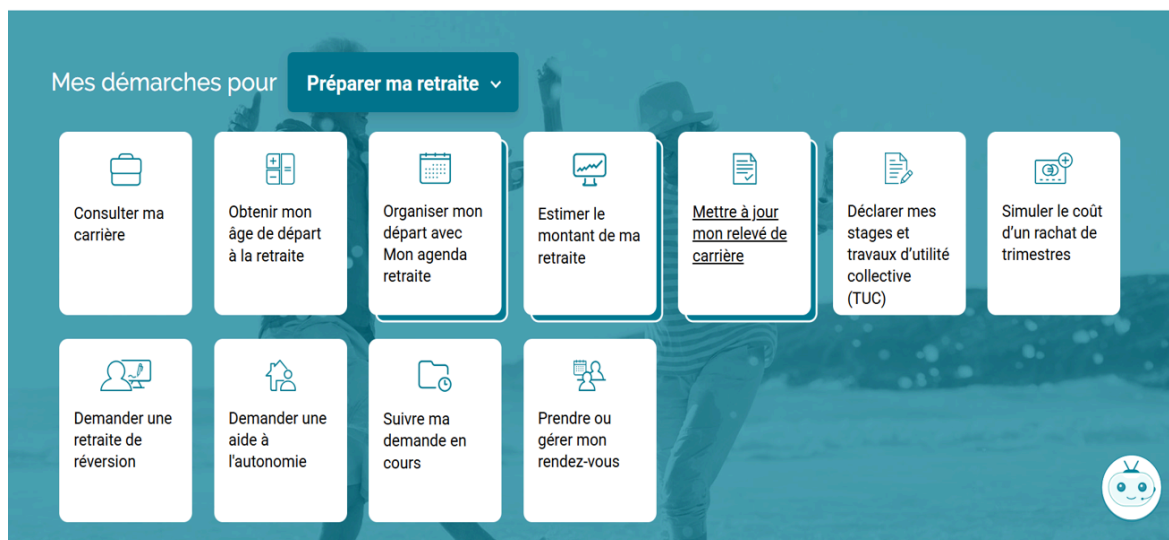 Mes démarches pour
Préparer ma retraite
Consulter ma
carrière
Obtenir mon
âge de départ
à la retraite
Organiser mon
départ avec
Mon agenda
retraite
Estimer le
montant de ma
retraite
Mettre à jour
mon relevé de
carrière
Déclarer mes
stages et
travaux d’utilité
collective
(TUC)
Simuler le coût
d’un rachat de
trimestres
Demander une
retraite de
réversion
Demander une
aide à
l'autonomie
Suivre ma
demande en
cours
Prendre ou
gérer mon
rendez-vous